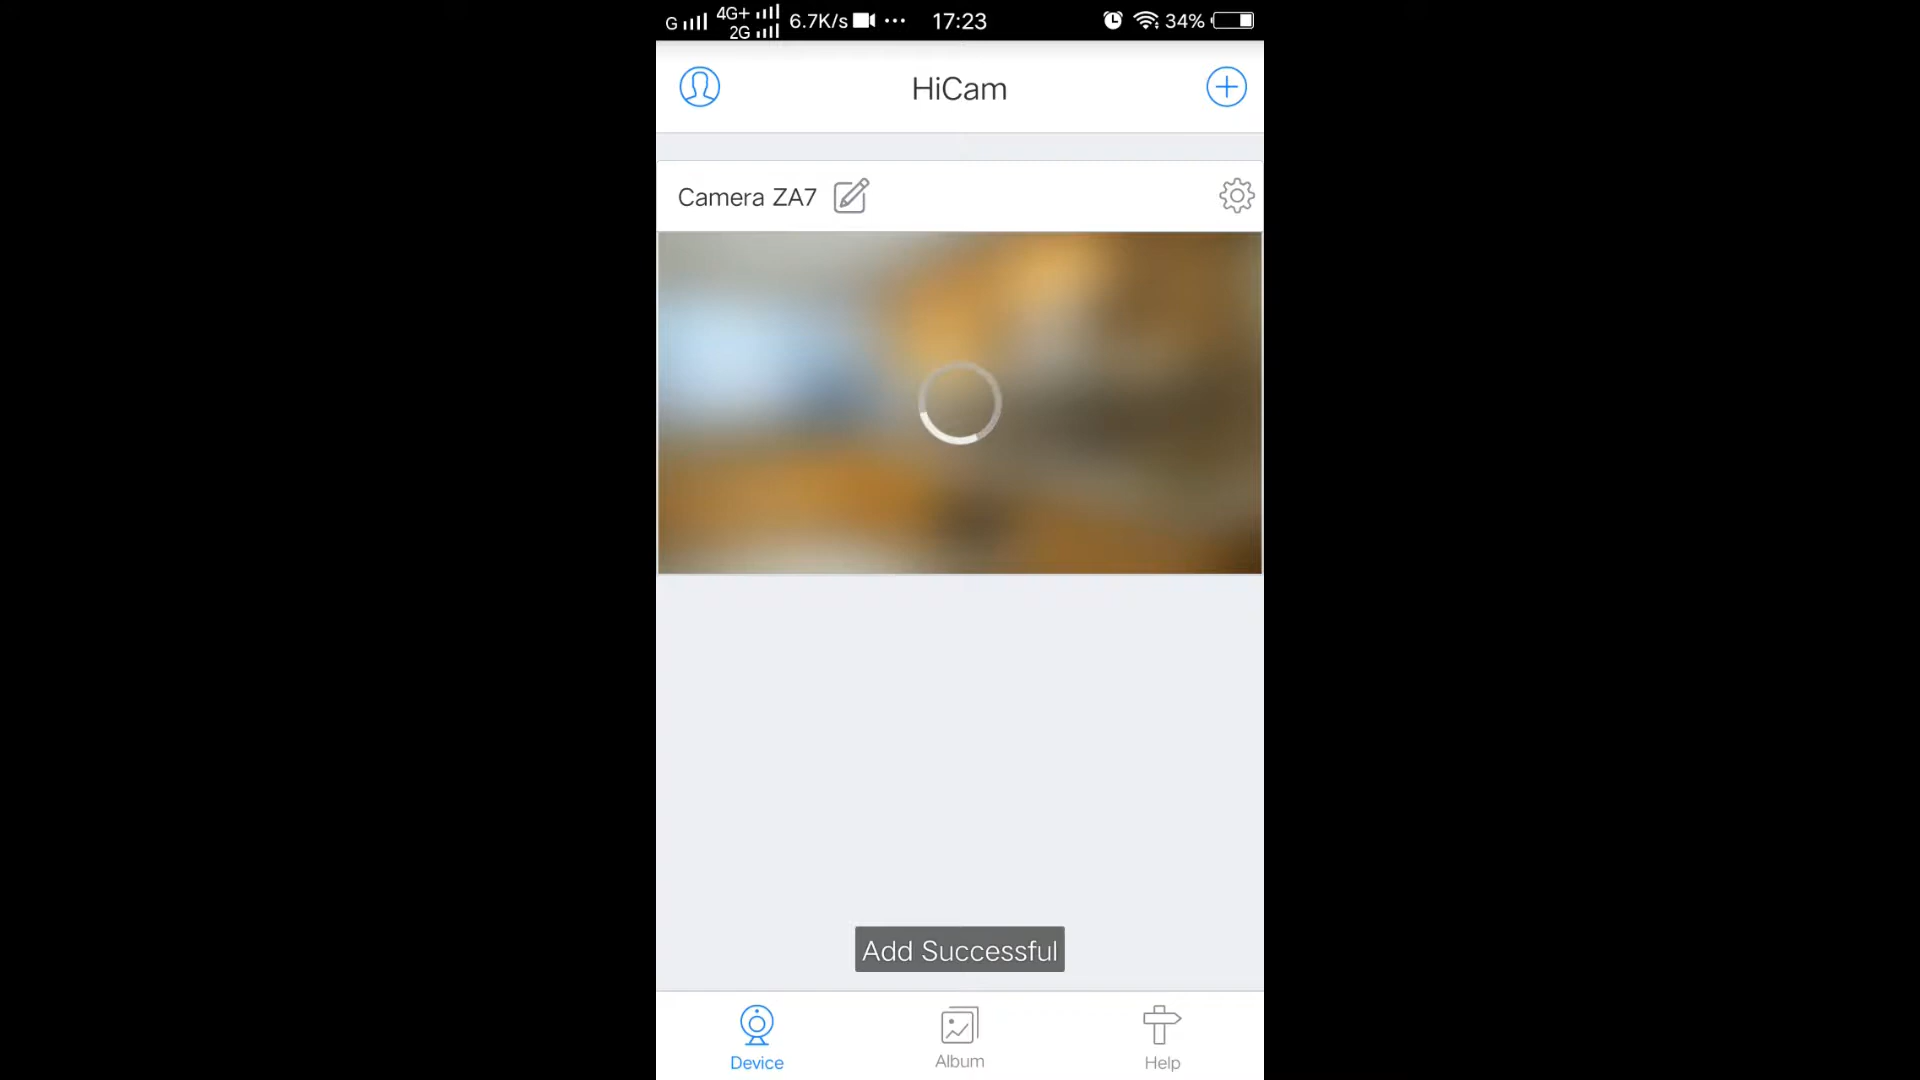 G 4G+ 2G 6.7K/s ... 17:23 34%
HiCam
Camera ZA7
Add Successful
Device Album Help